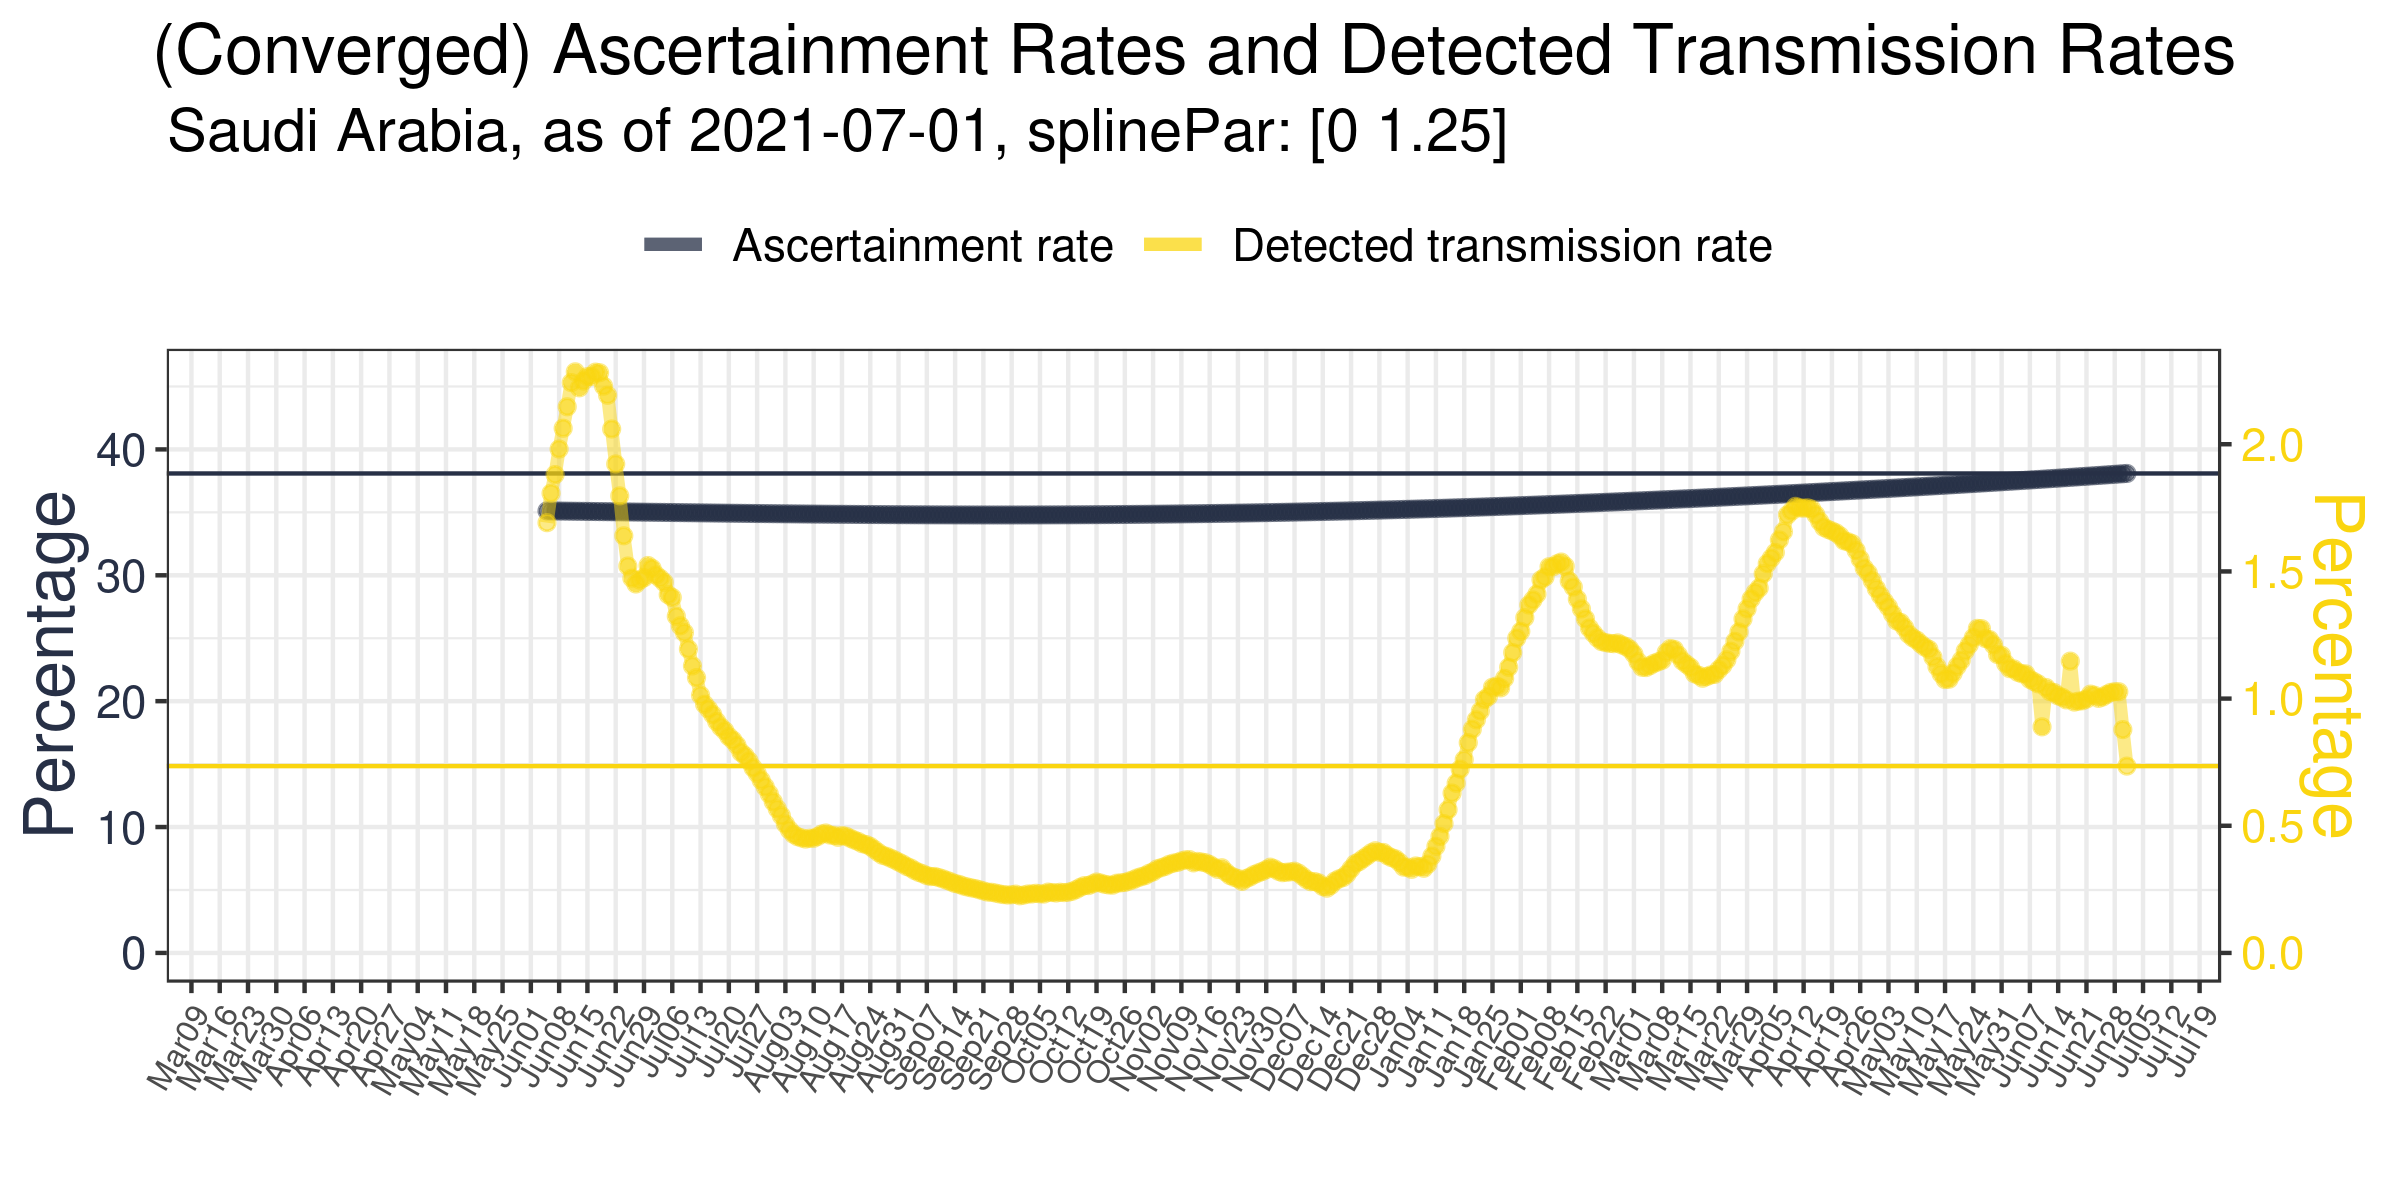 (Converged) Ascertainment Rates and Detected Transmission Rates
Saudi Arabia, as of 2021-07-01, splinePar: [0 1.25]
Ascertainment rate
Detected transmission rate
Percentage
40
30
20
10
0
2.0
1.5
1.0
0.5
0.0
Percentage
Mar09
Mar16
Mar23
Mar30
Apr06
Apr13
Apr20
Apr27
May04
May11
May18
May25
Jun01
Jun08
Jun15
Jun22
Jun29
Jul06
Jul13
Jul20
Jul27
Aug03
Aug10
Aug17
Aug24
Aug31
Sep07
Sep14
Sep21
Sep28
Oct05
Oct12
Oct19
Oct26
Nov02
Nov09
Nov16
Nov23
Nov30
Dec07
Dec14
Dec21
Dec28
Jan04
Jan11
Jan18
Jan25
Feb01
Feb08
Feb15
Feb22
Mar01
Mar08
Mar15
Mar22
Mar29
Apr05
Apr12
Apr19
Apr26
May03
May10
May17
May24
May31
Jun07
Jun14
Jun21
Jun28
Jul05
Jul12
Jul19